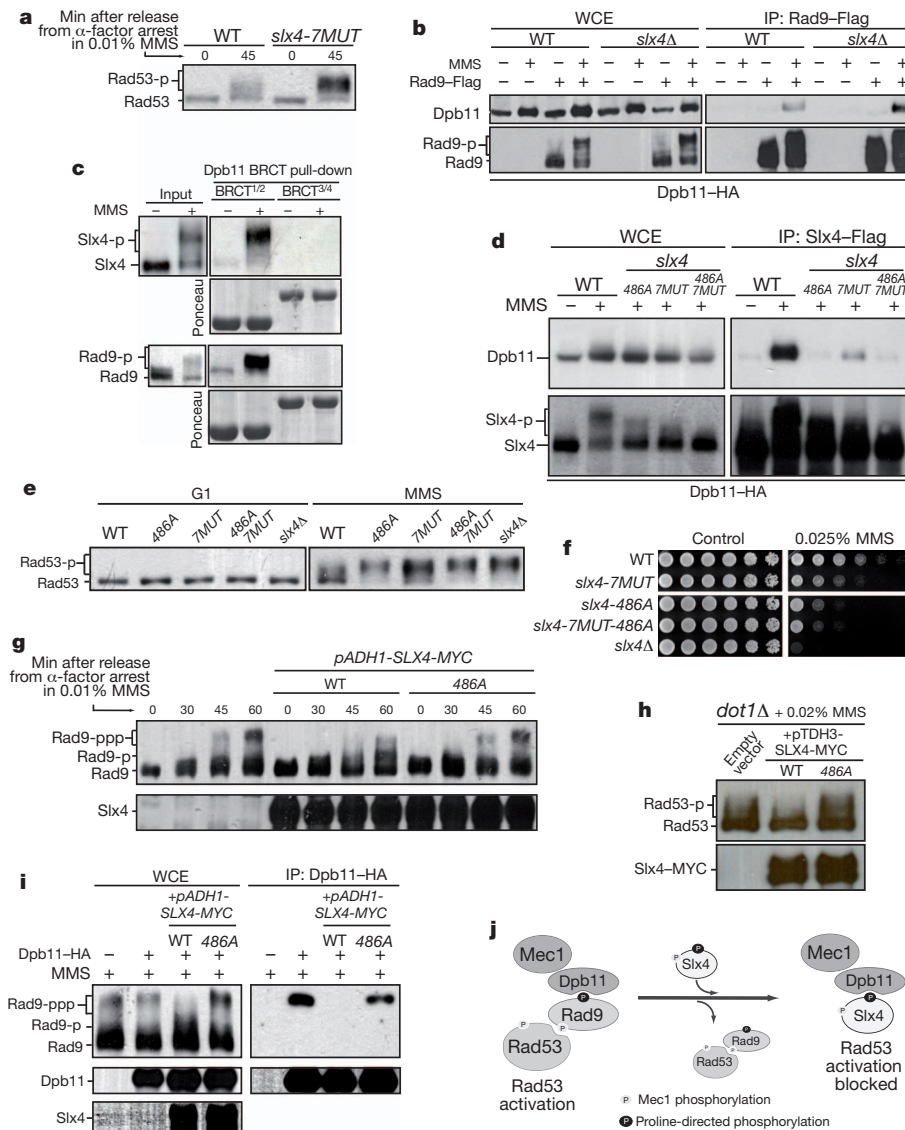 a
Min after release
from α-factor arrest
in 0.01% MMS
WT slx4-7MUT
0 45 0 45
Rad53-p
Rad53
b
WCE IP: Rad9–Flag
WT slx4Δ WT slx4Δ
MMS – + – + – + – + – + – + – + – +
Rad9–Flag – – + + – – + + – – + + – – + +
Dpb11
Rad9-p
Rad9
Dpb11–HA
c
Dpb11 BRCT pull-down
Input BRCT1/2 BRCT3/4
MMS – + – + – +
Slx4-p
Slx4
Ponceau
Rad9-p
Rad9
Ponceau
d
WCE IP: Slx4–Flag
slx4 slx4
WT 486A 7MUT 486A 7MUT WT 486A 7MUT 486A 7MUT
MMS – + + + + – + + + +
Dpb11
Slx4-p
Slx4
Dpb11–HA
e
G1 MMS
WT 486A 7MUT 486A 7MUT slx4Δ WT 486A 7MUT 486A 7MUT slx4Δ
Rad53-p
Rad53
f
Control 0.025% MMS
WT
slx4-7MUT
slx4-486A
slx4-7MUT-486A
slx4Δ
g
Min after release
from α-factor arrest
in 0.01% MMS
pADH1-SLX4-MYC
WT 486A
0 30 45 60 0 30 45 60 0 30 45 60
Rad9-ppp
Rad9-p
Rad9
Slx4
h
dot1Δ + 0.02% MMS
Empty vector
+pTDH3-
SLX4-MYC
WT 486A
Rad53-p
Rad53
Slx4–MYC
i
WCE IP: Dpb11–HA
+pADH1- +pADH1-
SLX4-MYC SLX4-MYC
WT 486A WT 486A
Dpb11–HA – + + + – + + +
MMS + + + + + + + +
Rad9-ppp
Rad9-p
Rad9
Dpb11
Slx4
j
Mec1
Dpb11
P
Rad9
P P
Rad53
Rad53
activation
P
P Slx4
P
Rad9
P P
Rad53
Mec1
Dpb11
P
P
Slx4
Rad53
activation
blocked
P Mec1 phosphorylation
P Proline-directed phosphorylation